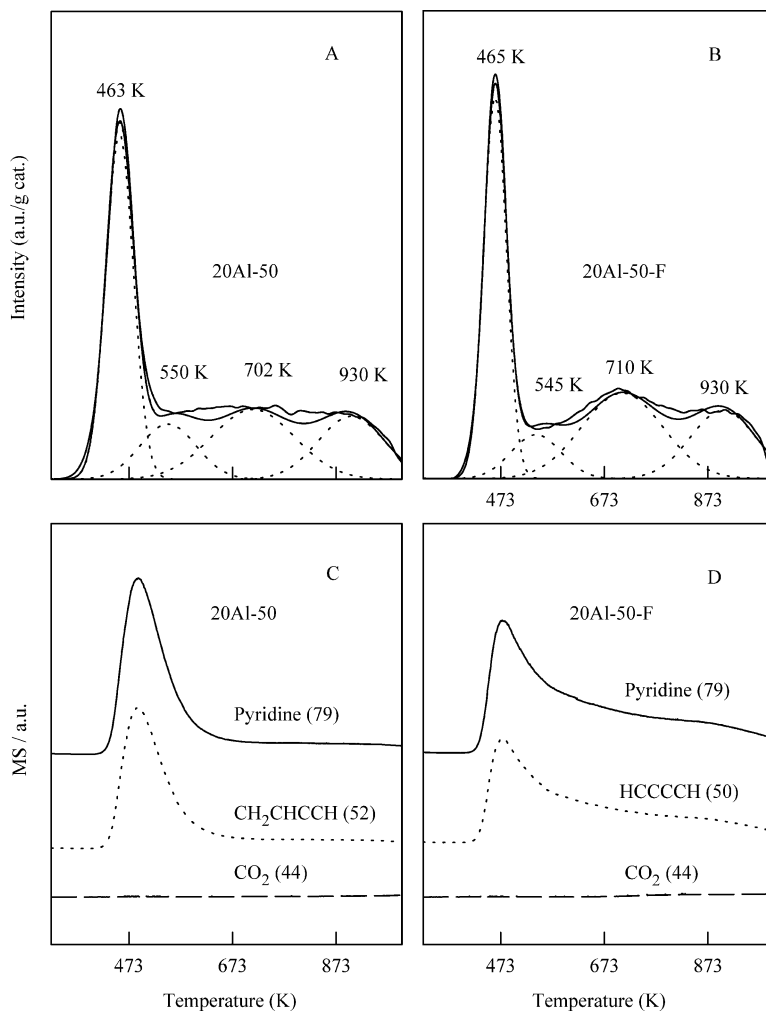 A
463 K
20Al-50
550 K
702 K
930 K
Intensity (a.u./g cat.)
B
465 K
20Al-50-F
545 K
710 K
930 K
473
673
873
C
20Al-50
Pyridine (79)
CH₂CHCCH (52)
CO₂ (44)
MS / a.u.
473
673
873
Temperature (K)
D
20Al-50-F
Pyridine (79)
HCCCCH (50)
CO₂ (44)
473
673
873
Temperature (K)